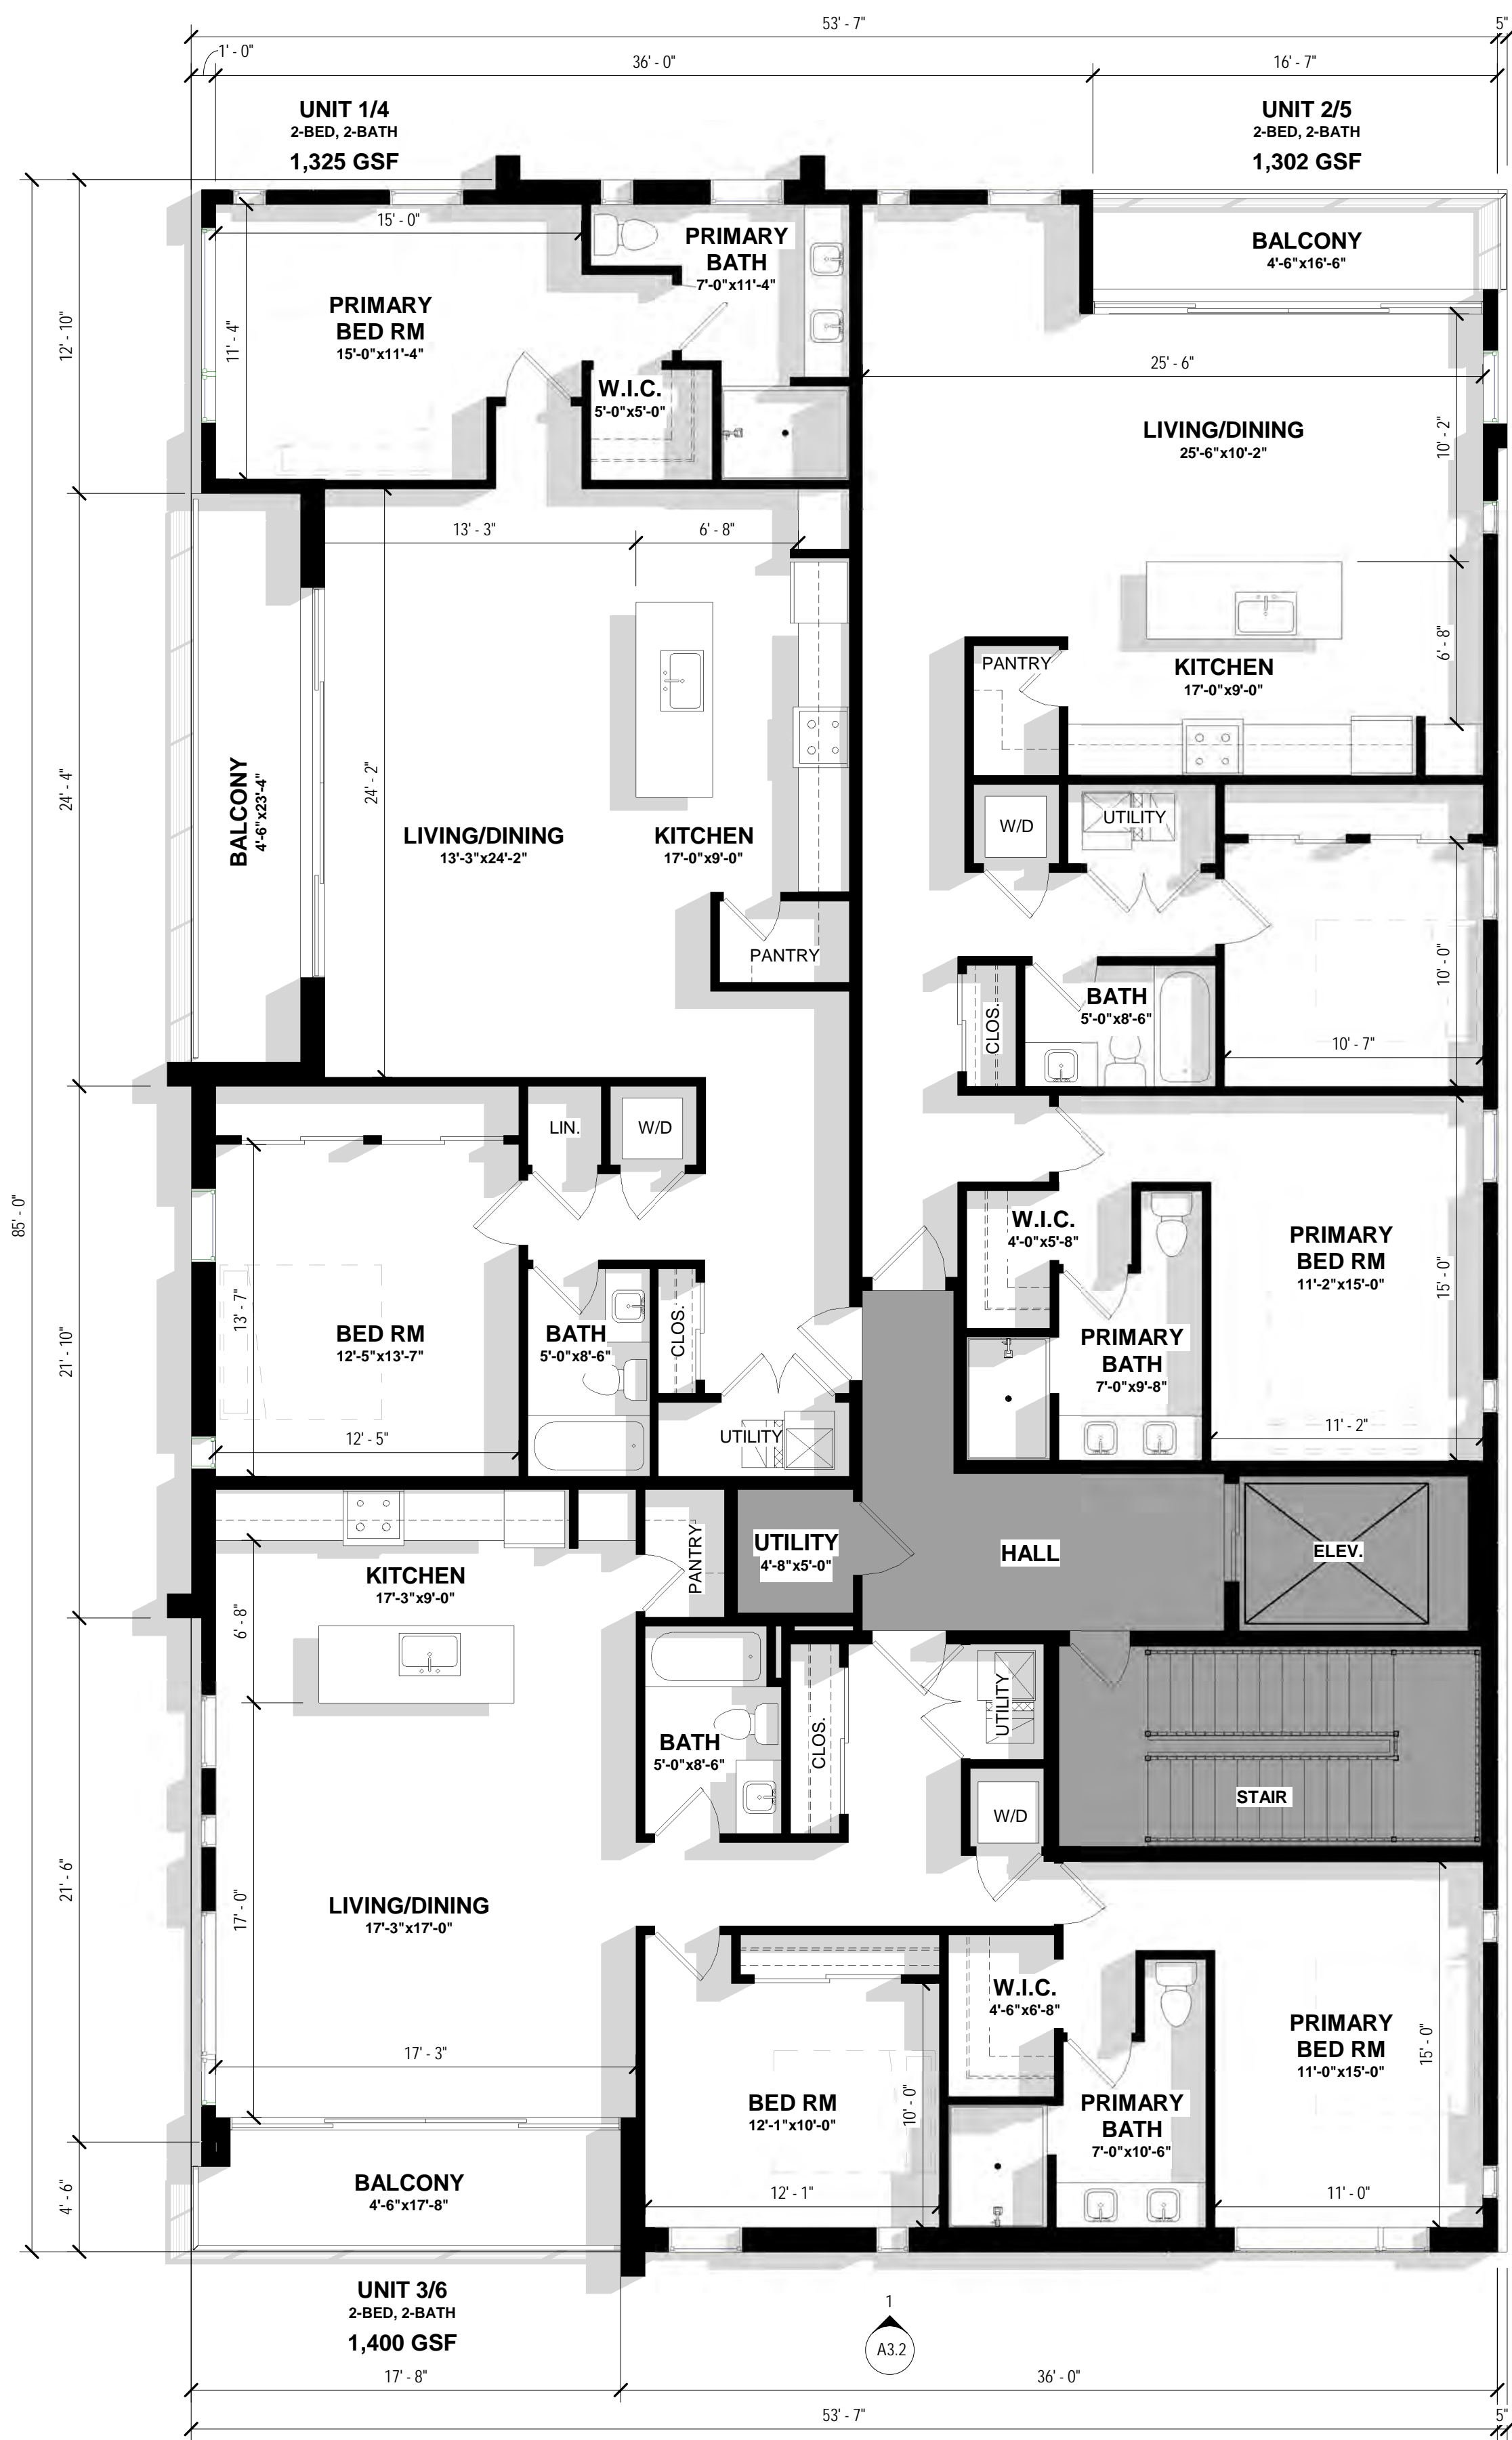 53' - 7"
5"
1' - 0"
36' - 0"
16' - 7"
UNIT 1/4
2-BED, 2-BATH
1,325 GSF
UNIT 2/5
2-BED, 2-BATH
1,302 GSF
15' - 0"
PRIMARY
BATH
7'-0"x11'-4"
BALCONY
4'-6"x16'-6"
PRIMARY
BED RM
15'-0"x11'-4"
11' - 4"
12' - 10"
W.I.C.
5'-0"x5'-0"
25' - 6"
LIVING/DINING
25'-6"x10'-2"
10' - 2"
13' - 3"
6' - 8"
PANTRY
KITCHEN
17'-0"x9'-0"
6' - 8"
24' - 4"
BALCONY
4'-6"x23'-4"
24' - 2"
LIVING/DINING
13'-3"x24'-2"
KITCHEN
17'-0"x9'-0"
W/D
UTILITY
PANTRY
CLOS.
BATH
5'-0"x8'-6"
10' - 0"
10' - 7"
LIN.
W/D
85' - 0"
W.I.C.
4'-0"x5'-8"
PRIMARY
BED RM
11'-2"x15'-0"
15' - 0"
21' - 10"
13' - 7"
BED RM
12'-5"x13'-7"
BATH
5'-0"x8'-6"
CLOS.
PRIMARY
BATH
7'-0"x9'-8"
12' - 5"
UTILITY
11' - 2"
KITCHEN
17'-3"x9'-0"
PANTRY
UTILITY
4'-8"x5'-0"
HALL
ELEV.
6' - 8"
BATH
5'-0"x8'-6"
CLOS.
UTILITY
W/D
STAIR
21' - 6"
17' - 0"
LIVING/DINING
17'-3"x17'-0"
W.I.C.
4'-6"x6'-8"
PRIMARY
BED RM
11'-0"x15'-0"
15' - 0"
17' - 3"
BED RM
12'-1"x10'-0"
10' - 0"
PRIMARY
BATH
7'-0"x10'-6"
4' - 6"
BALCONY
4'-6"x17'-8"
12' - 1"
11' - 0"
UNIT 3/6
2-BED, 2-BATH
1,400 GSF
1
A3.2
17' - 8"
36' - 0"
53' - 7"
5"